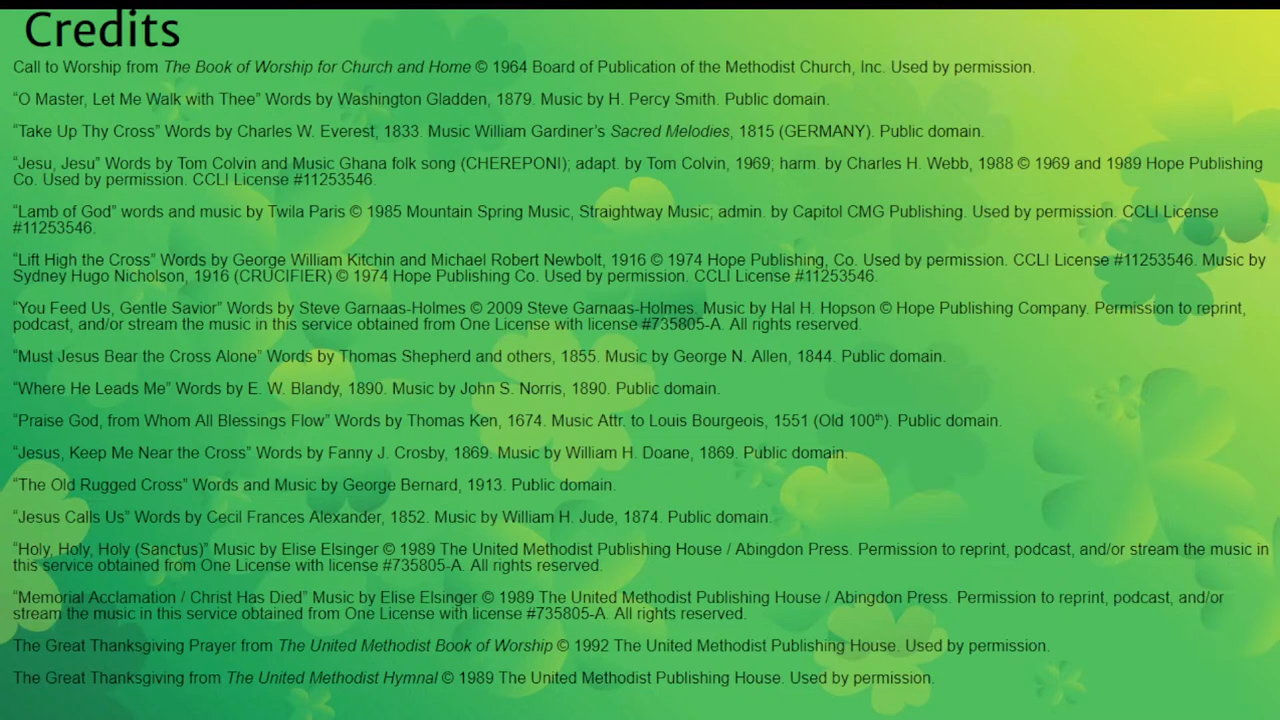 Credits
Call to Worship from The Book of Worship for Church and Home © 1964 Board of Publication of the Methodist Church, Inc. Used by permission.
“O Master, Let Me Walk with Thee” Words by Washington Gladden, 1879. Music by H. Percy Smith. Public domain.
“Take Up Thy Cross” Words by Charles W. Everest, 1833. Music William Gardiner’s Sacred Melodies, 1815 (GERMANY). Public domain.
“Jesu, Jesu” Words by Tom Colvin and Music Ghana folk song (CHEREPONI); adapt. by Tom Colvin, 1969; harm. by Charles H. Webb, 1988 © 1969 and 1989 Hope Publishing
Co. Used by permission. CCLI License #11253546.
“Lamb of God” words and music by Twila Paris © 1985 Mountain Spring Music, Straightway Music; admin. by Capitol CMG Publishing. Used by permission. CCLI License
#11253546.
“Lift High the Cross” Words by George William Kitchin and Michael Robert Newbolt, 1916 © 1974 Hope Publishing, Co. Used by permission. CCLI License #11253546. Music by
Sydney Hugo Nicholson, 1916 (CRUCIFIER) © 1974 Hope Publishing Co. Used by permission. CCLI License #11253546.
“You Feed Us, Gentle Savior” Words by Steve Garnaas-Holmes © 2009 Steve Garnaas-Holmes. Music by Hal H. Hopson © Hope Publishing Company. Permission to reprint,
podcast, and/or stream the music in this service obtained from One License with license #735805-A. All rights reserved.
“Must Jesus Bear the Cross Alone” Words by Thomas Shepherd and others, 1855. Music by George N. Allen, 1844. Public domain.
“Where He Leads Me” Words by E. W. Blandy, 1890. Music by John S. Norris, 1890. Public domain.
“Praise God, from Whom All Blessings Flow” Words by Thomas Ken, 1674. Music Attr. to Louis Bourgeois, 1551 (Old 100th). Public domain.
“Jesus, Keep Me Near the Cross” Words by Fanny J. Crosby, 1869. Music by William H. Doane, 1869. Public domain.
“The Old Rugged Cross” Words and Music by George Bernard, 1913. Public domain.
“Jesus Calls Us” Words by Cecil Frances Alexander, 1852. Music by William H. Jude, 1874. Public domain.
“Holy, Holy, Holy (Sanctus)” Music by Elise Elsinger © 1989 The United Methodist Publishing House / Abingdon Press. Permission to reprint, podcast, and/or stream the music in
this service obtained from One License with license #735805-A. All rights reserved.
“Memorial Acclamation / Christ Has Died” Music by Elise Elsinger © 1989 The United Methodist Publishing House / Abingdon Press. Permission to reprint, podcast, and/or
stream the music in this service obtained from One License with license #735805-A. All rights reserved.
The Great Thanksgiving Prayer from The United Methodist Book of Worship © 1992 The United Methodist Publishing House. Used by permission.
The Great Thanksgiving from The United Methodist Hymnal © 1989 The United Methodist Publishing House. Used by permission.